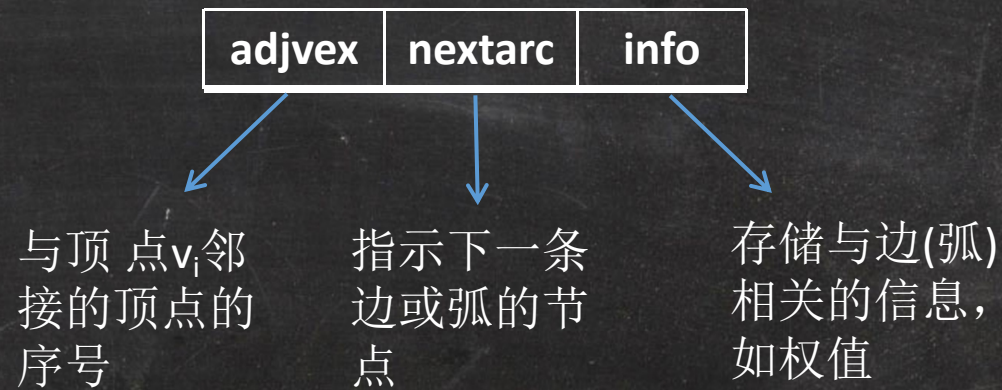 adjvex nextarc info
与顶 点vi邻
接的顶点的
序号
指示下一条
边或弧的节
点
存储与边(弧)
相关的信息，
如权值